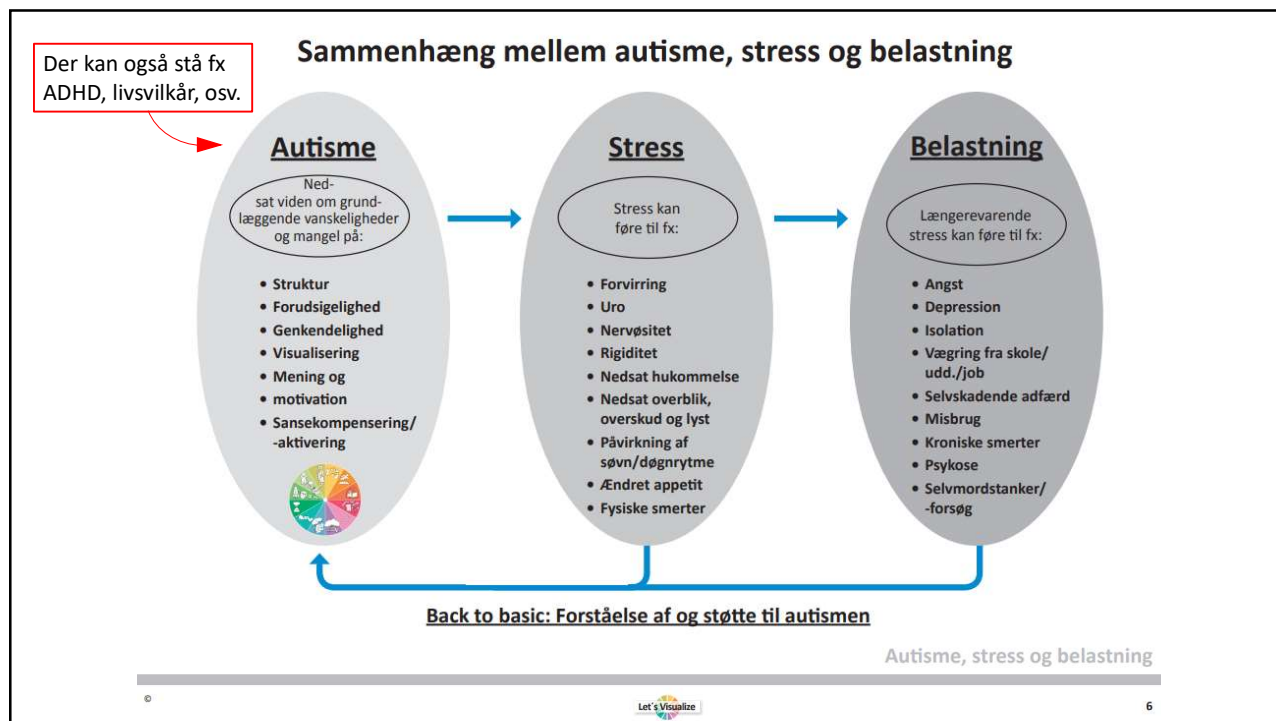 Sammenhæng mellem autisme, stress og belastning
Der kan også stå fx
ADHD, livsvilkår, osv.
Autisme
Ned-
sat viden om grund-
læggende vanskeligheder
og mangel på:
• Struktur
• Forudsigelighed
• Genkendelighed
• Visualisering
• Mening og
• motivation
• Sansekompensering/
-aktivering
Stress
Stress kan
føre til fx:
• Forvirring
• Uro
• Nervøsitet
• Rigiditet
• Nedsat hukommelse
• Nedsat overblik,
overskud og lyst
• Påvirkning af
søvn/døgnrytme
• Ændret appetit
• Fysiske smerter
Belastning
Længerevarende
stress kan føre til fx:
• Angst
• Depression
• Isolation
• Vægring fra skole/
udd./job
• Selvskadende adfærd
• Misbrug
• Kroniske smerter
• Psykose
• Selvmordstanker/
-forsøg
Back to basic: Forståelse af og støtte til autismen
Autisme, stress og belastning
©
Let´s Visualize
6